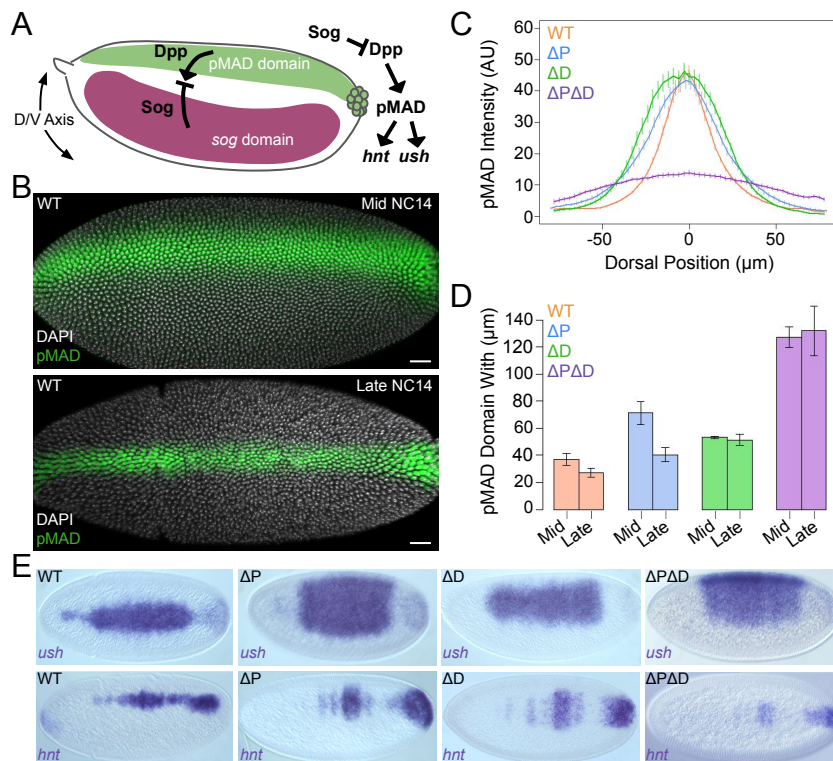 A
Dpp
pMAD domain
Sog
sog domain
D/V Axis
Sog
Dpp
pMAD
hnt ush
B
WT Mid NC14
DAPI
pMAD
WT Late NC14
DAPI
pMAD
C
pMAD Intensity (AU)
60
50
40
30
20
10
0
-50 0 50
Dorsal Position (µm)
WT
ΔP
ΔD
ΔPΔD
D
pMAD Domain With (µm)
140
120
100
80
60
40
20
0
WT
ΔP
ΔD
ΔPΔD
Mid Late Mid Late Mid Late Mid Late
E
WT ΔP ΔD ΔPΔD
ush ush ush ush
WT ΔP ΔD ΔPΔD
hnt hnt hnt hnt